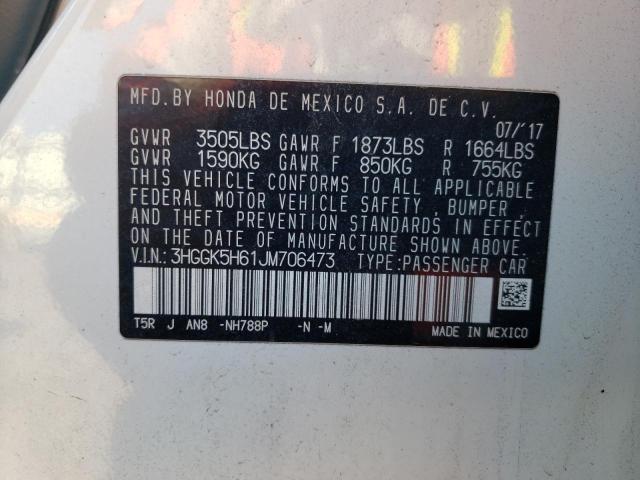 MFD.BY HONDA DE MEXICO S.A. DE C.V.
07/'17
GVWR 3505LBS GAWR F 1873LBS R 1664LBS
GVWR 1590KG GAWR F 850KG R 755KG
THIS VEHICLE CONFORMS TO ALL APPLICABLE
FEDERAL MOTOR VEHICLE SAFETY , BUMPER ,
AND THEFT PREVENTION STANDARDS IN EFFECT
ON THE DATE OF MANUFACTURE SHOWN ABOVE.
V.I.N.: 3HGGK5H61JM706473 TYPE:PASSENGER CAR
T5R J AN8 -NH788P -N -M
MADE IN MEXICO